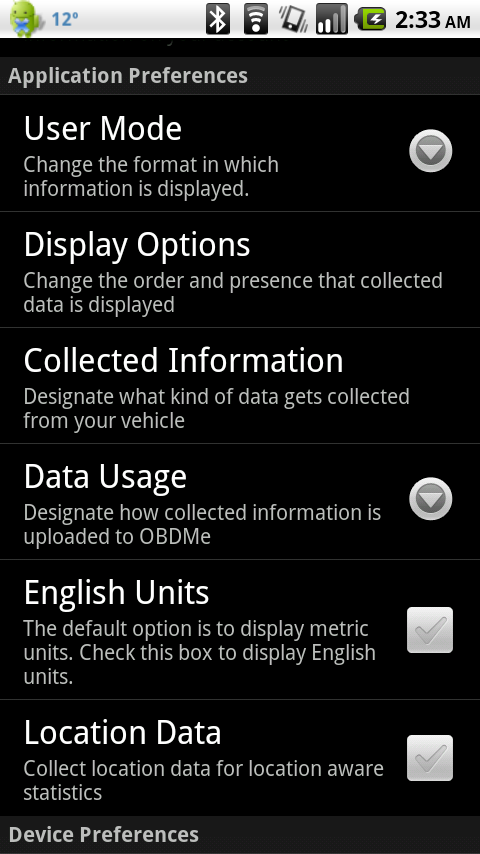 12°
2:33 AM
Application Preferences
User Mode
Change the format in which
information is displayed.
Display Options
Change the order and presence that collected
data is displayed
Collected Information
Designate what kind of data gets collected
from your vehicle
Data Usage
Designate how collected information is
uploaded to OBDMe
English Units
The default option is to display metric
units. Check this box to display English
units.
Location Data
Collect location data for location aware
statistics
Device Preferences